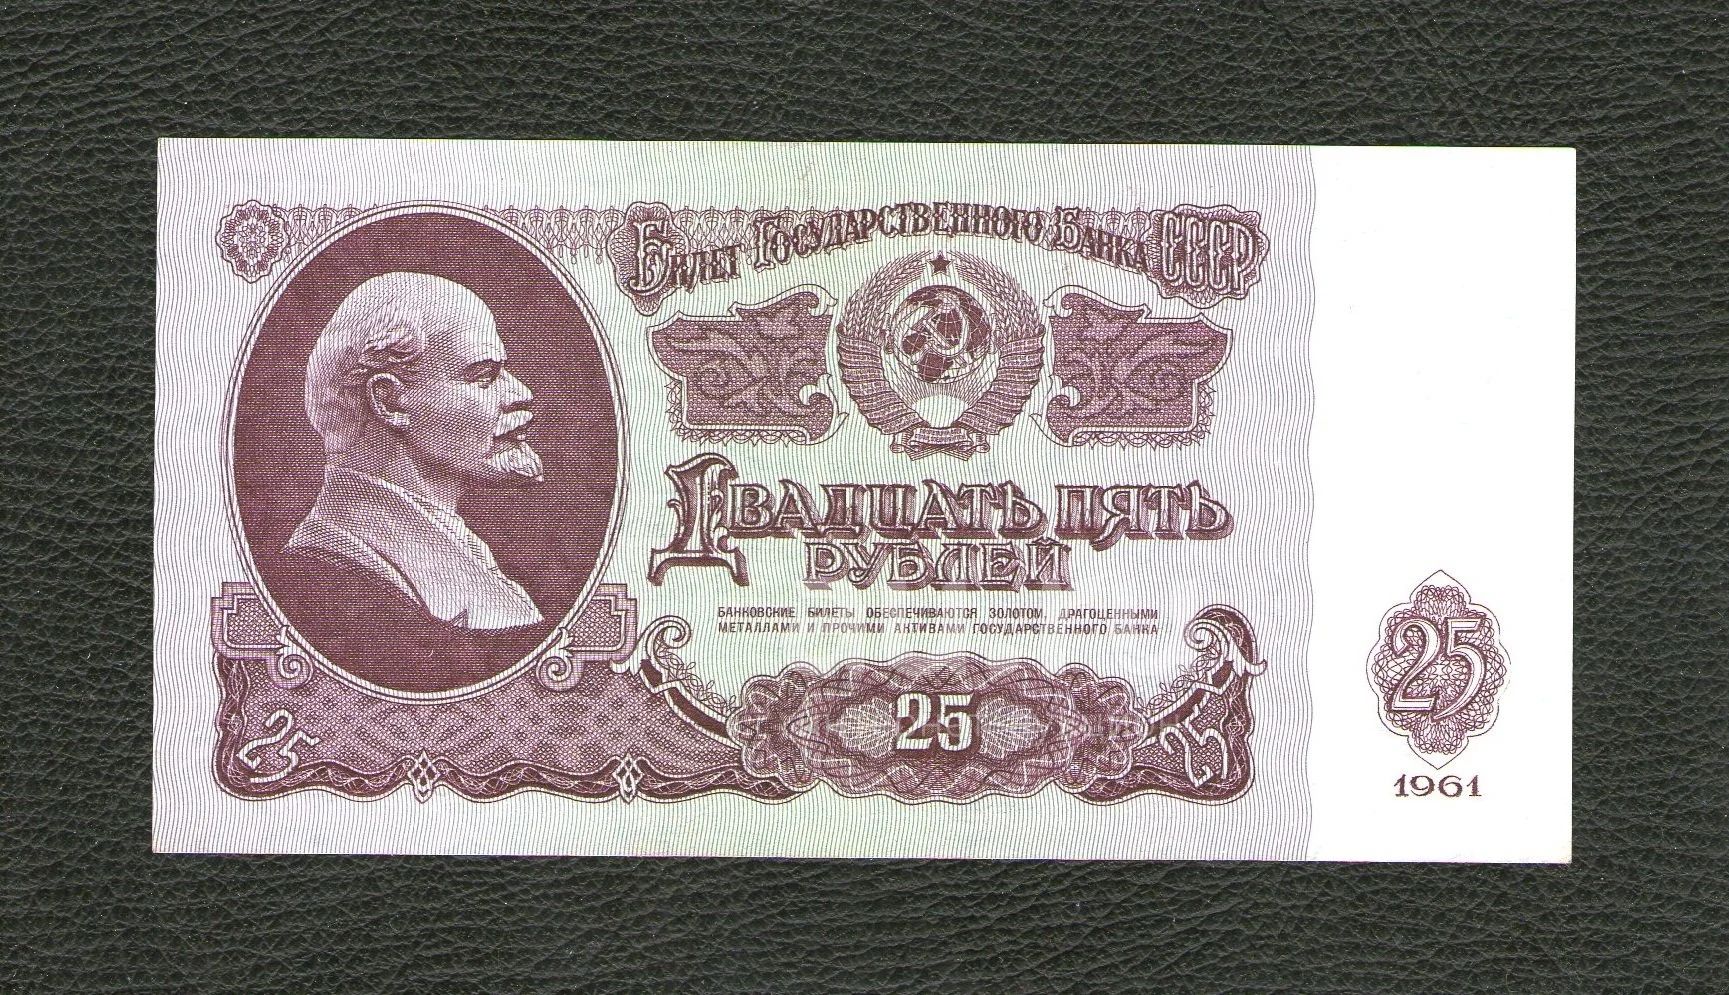 Билет Государственного Банка СССР
Двадцать пять
рублей
БАНКОВСКИЕ БИЛЕТЫ ОБЕСПЕЧИВАЮТСЯ ЗОЛОТОМ, ДРАГОЦЕННЫМИ
МЕТАЛЛАМИ И ПРОЧИМИ АКТИВАМИ ГОСУДАРСТВЕННОГО БАНКА
25
25
25
25
1961